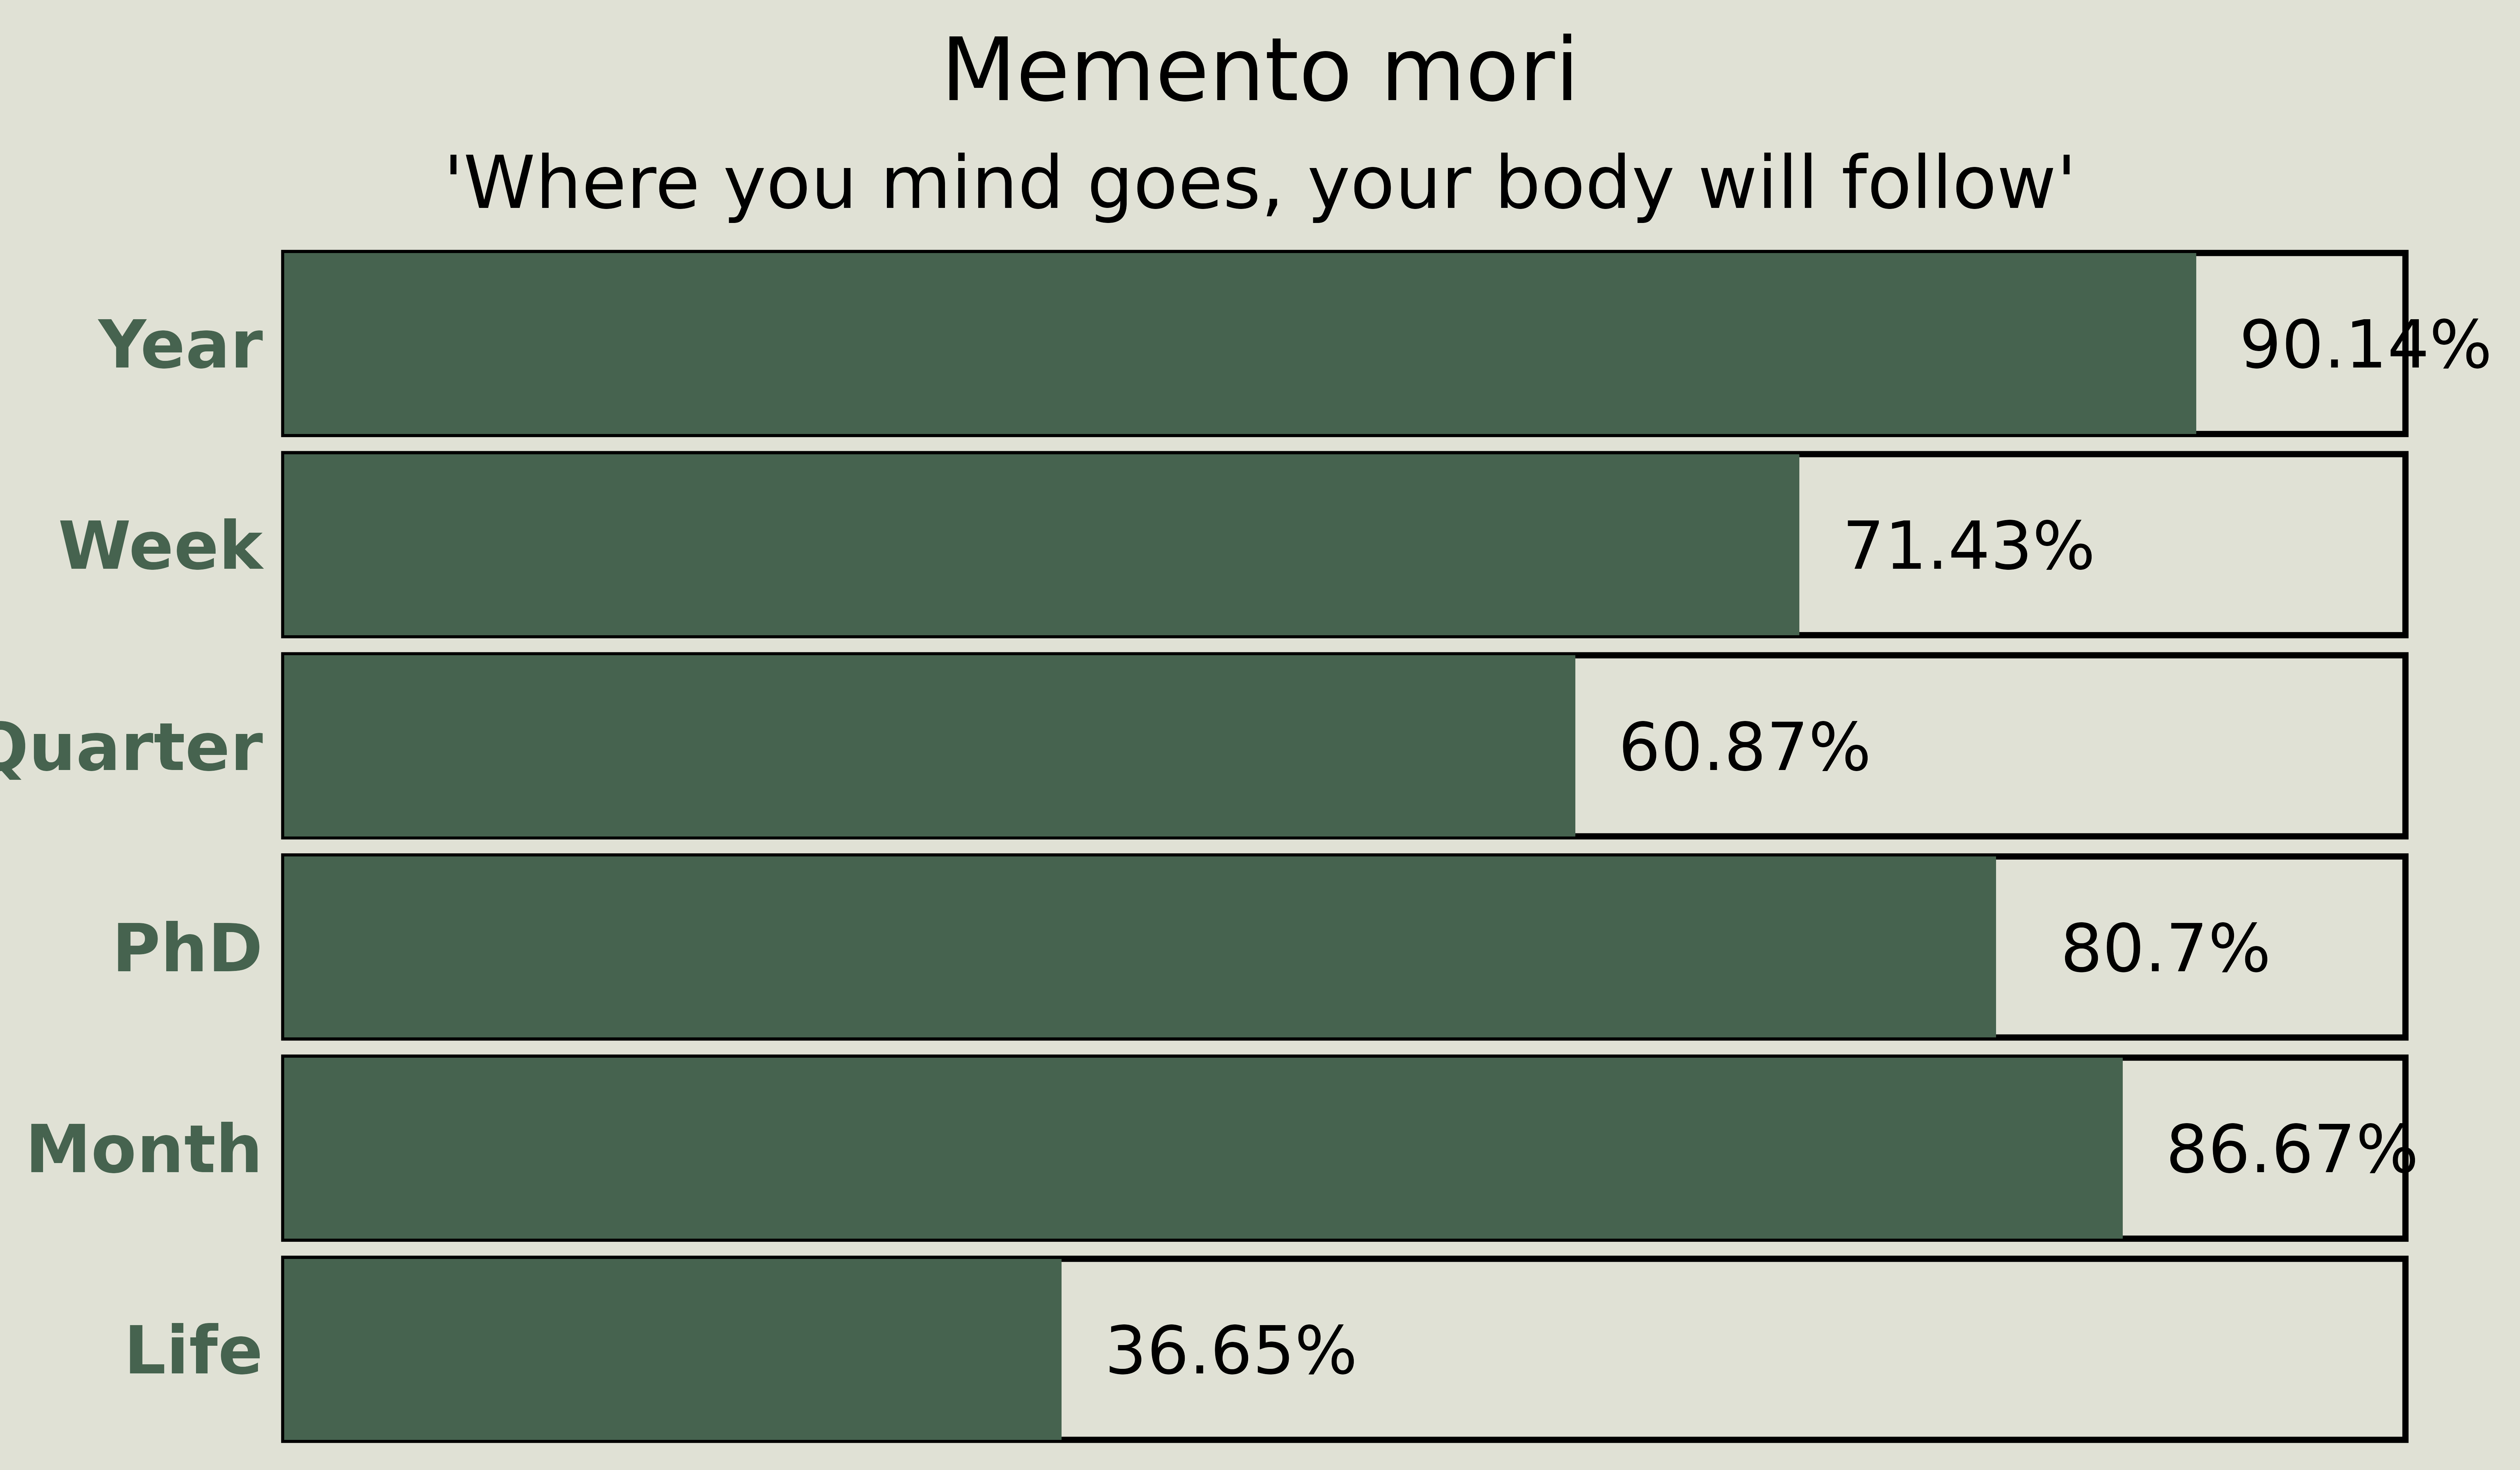 Memento mori
'Where you mind goes, your body will follow'
Year 90.14%
Week 71.43%
Quarter 60.87%
PhD 80.7%
Month 86.67%
Life 36.65%